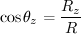 cos θ_z = R_z / R